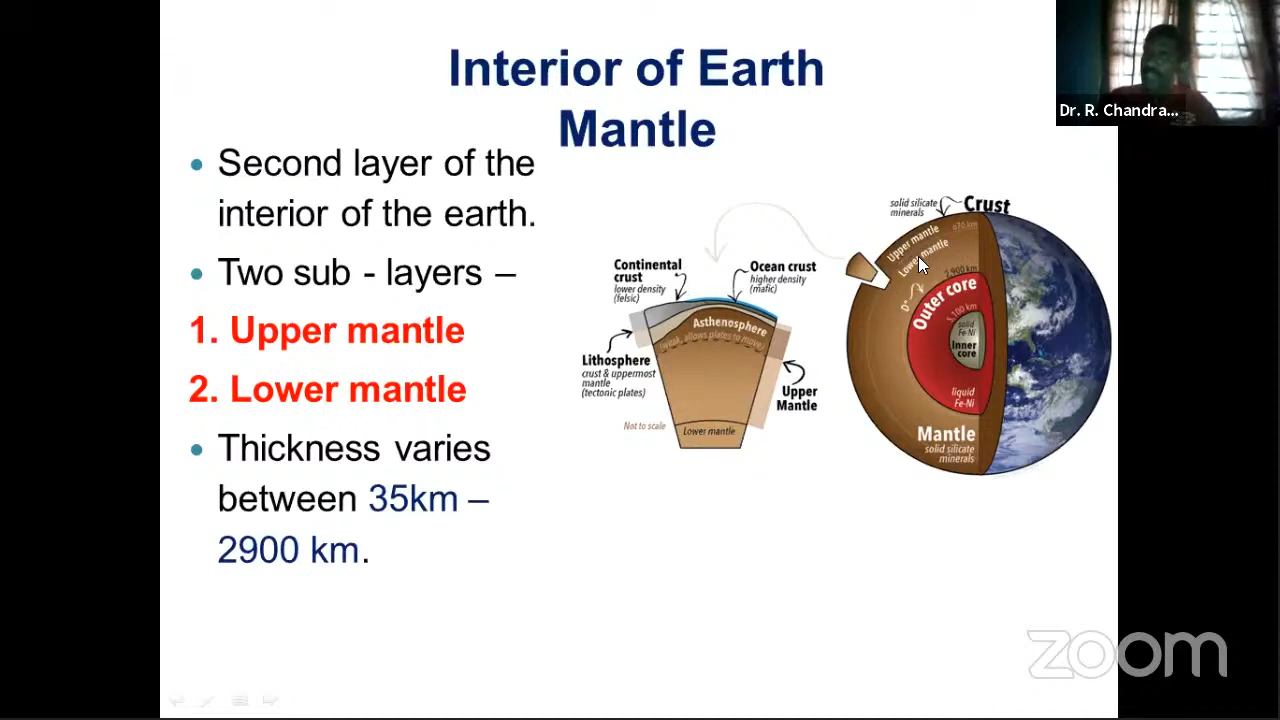 Interior of Earth
Mantle
• Second layer of the
interior of the earth.
• Two sub - layers –
1. Upper mantle
2. Lower mantle
• Thickness varies
between 35km –
2900 km.
Continental
crust
lower density
(felsic)
Ocean crust
higher density
(mafic)
Asthenosphere
(weak, allows plates to move)
Lithosphere
crust & uppermost
mantle
(tectonic plates)
Upper
Mantle
Not to scale
Lower mantle
solid silicate
minerals
Crust
Upper mantle
670 km
Lower mantle
2,900 km
D"
Outer core
5,100 km
solid
Fe-Ni
Inner
core
liquid
Fe-Ni
Mantle
solid silicate
minerals
Dr. R. Chandra...
zoom